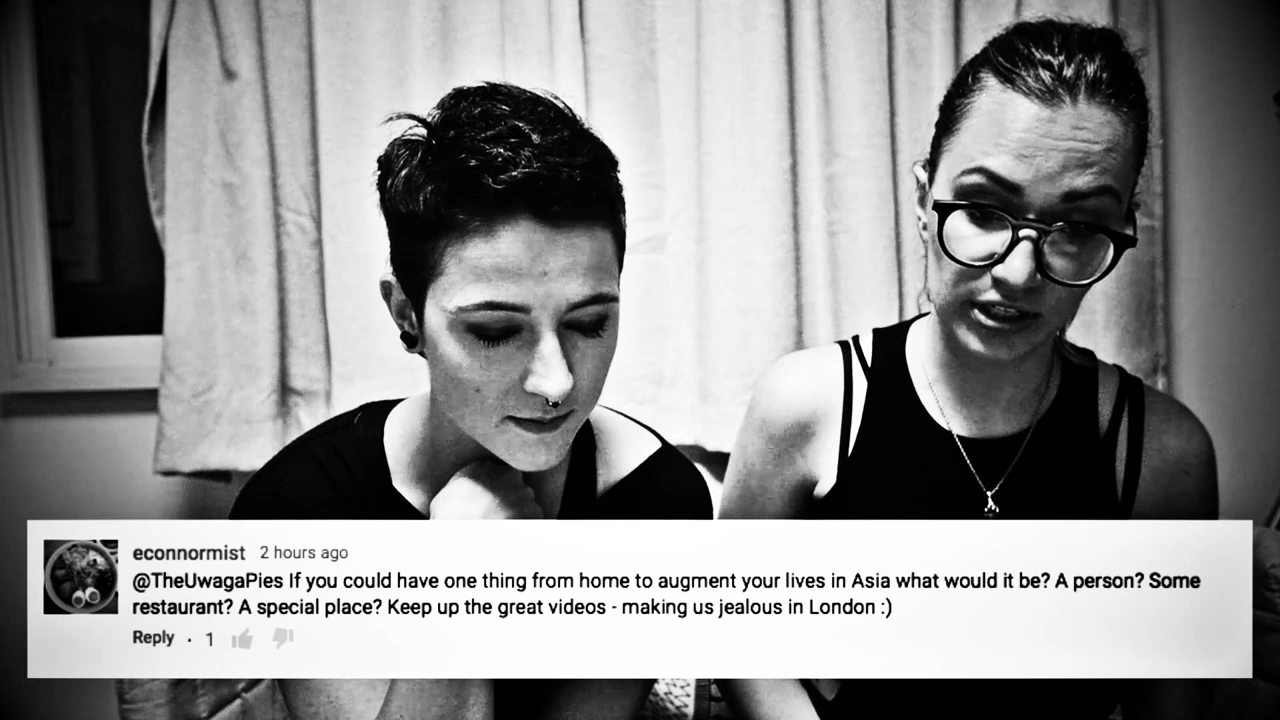 econnormist 2 hours ago
@TheUwagaPies If you could have one thing from home to augment your lives in Asia what would it be? A person? Some
restaurant? A special place? Keep up the great videos - making us jealous in London :)
Reply · 1